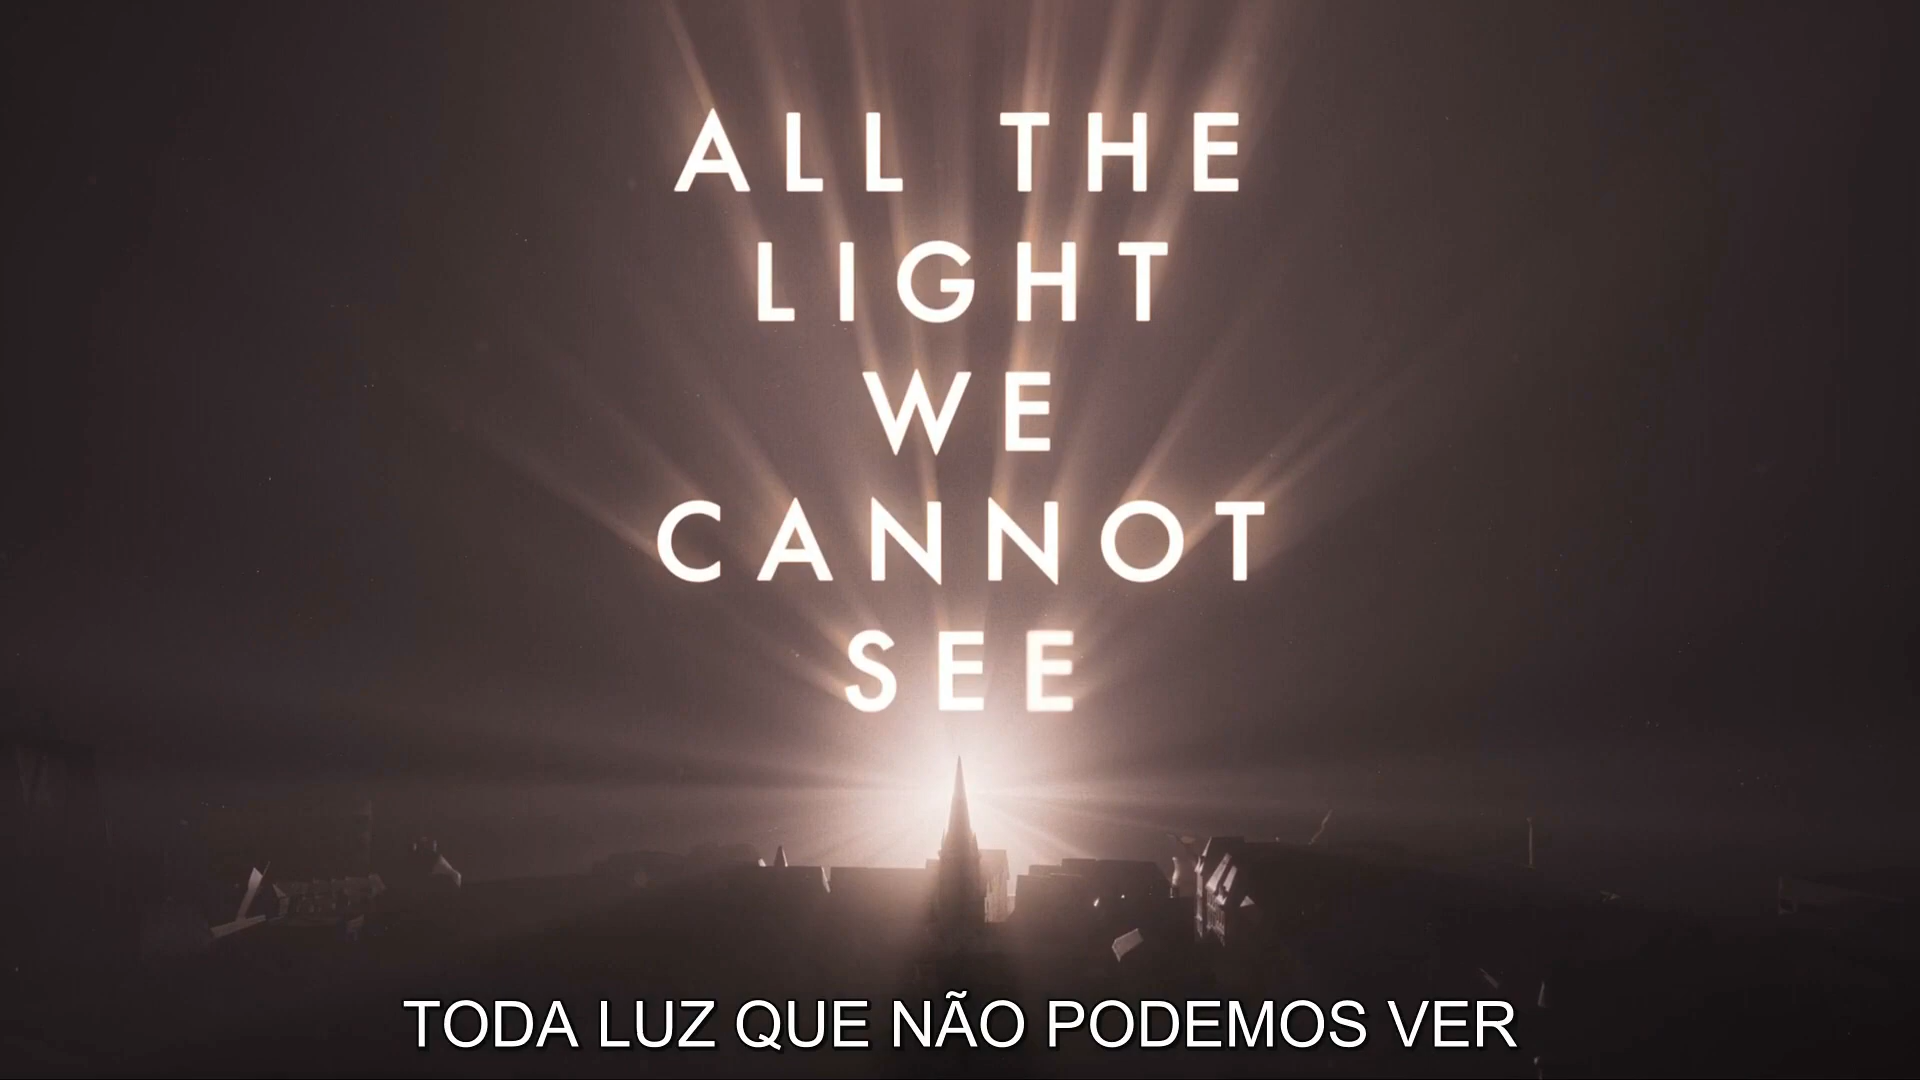 ALL THE
LIGHT
WE
CANNOT
SEE
TODA LUZ QUE NÃO PODEMOS VER